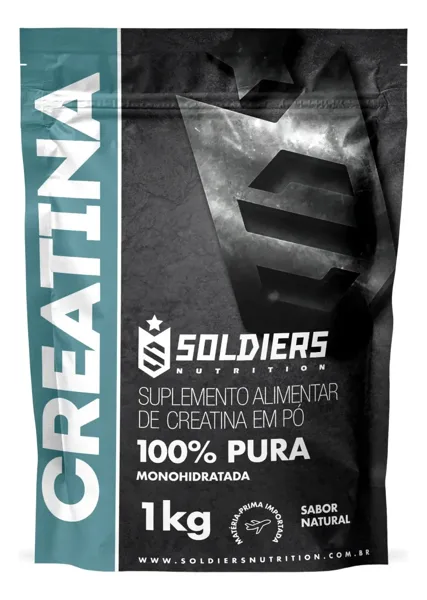 CREATINA
SOLDIERS
NUTRITION
SUPLEMENTO ALIMENTAR
DE CREATINA EM PÓ
100% PURA
MONOHIDRATADA
1kg
MATÉRIA-PRIMA IMPORTADA
SABOR
NATURAL
WWW.SOLDIERSNUTRITION.COM.BR